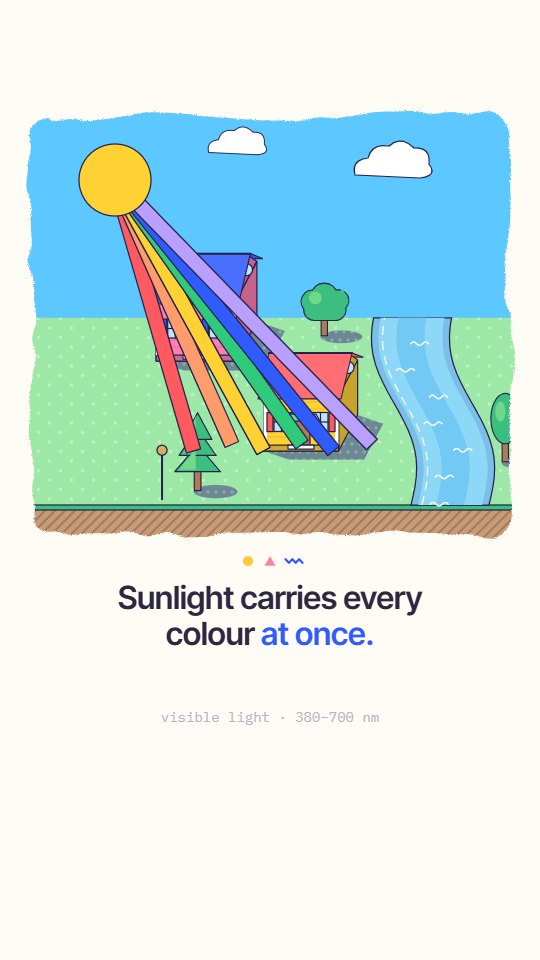 Sunlight carries every
colour at once.
visible light · 380–700 nm